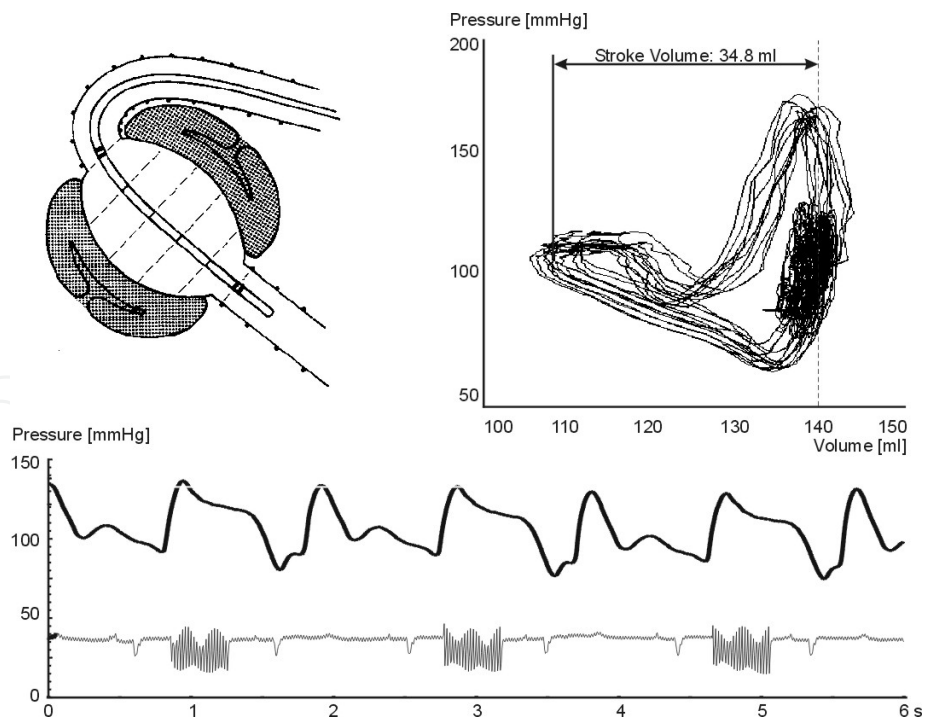 Pressure [mmHg]
200
Stroke Volume: 34.8 ml
150
100
50
100 110 120 130 140 150
Volume [ml]
Pressure [mmHg]
150
100
50
0
0 1 2 3 4 5 6 s